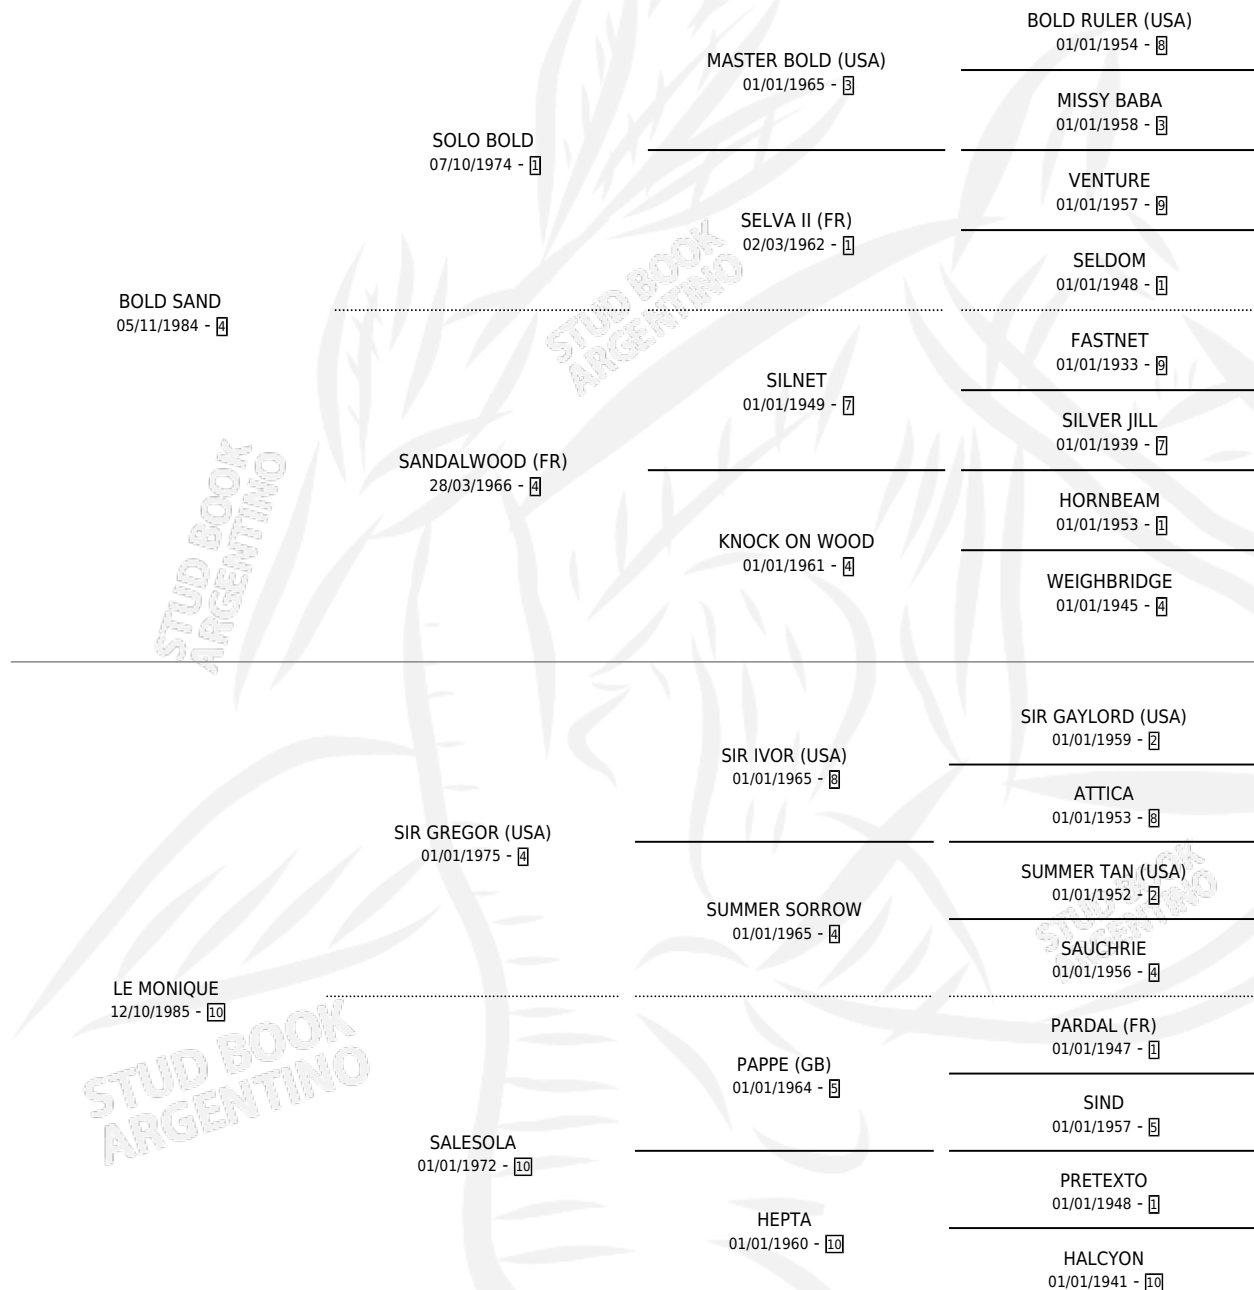 BOLD RULER (USA)
01/01/1954 - 8
MASTER BOLD (USA)
01/01/1965 - 3
MISSY BABA
01/01/1958 - 3
SOLO BOLD
07/10/1974 - 1
VENTURE
01/01/1957 - 9
SELVA II (FR)
02/03/1962 - 1
SELDOM
01/01/1948 - 1
BOLD SAND
05/11/1984 - 4
FASTNET
01/01/1933 - 9
SILNET
01/01/1949 - 7
SILVER JILL
01/01/1939 - 7
SANDALWOOD (FR)
28/03/1966 - 4
HORNBEAM
01/01/1953 - 1
KNOCK ON WOOD
01/01/1961 - 4
WEIGHBRIDGE
01/01/1945 - 4
STUD BOOK
ARGENTINO
STUD BOOK
ARGENTINO
SIR GAYLORD (USA)
01/01/1959 - 2
SIR IVOR (USA)
01/01/1965 - 8
ATTICA
01/01/1953 - 8
SIR GREGOR (USA)
01/01/1975 - 4
SUMMER TAN (USA)
01/01/1952 - 2
SUMMER SORROW
01/01/1965 - 4
SAUCHRIE
01/01/1956 - 4
LE MONIQUE
12/10/1985 - 10
PARDAL (FR)
01/01/1947 - 1
PAPPE (GB)
01/01/1964 - 5
SIND
01/01/1957 - 5
SALESOLA
01/01/1972 - 10
PRETEXTO
01/01/1948 - 1
HEPTA
01/01/1960 - 10
HALCYON
01/01/1941 - 10
STUD BOOK
ARGENTINO
STUD BOOK
ARGENTINO